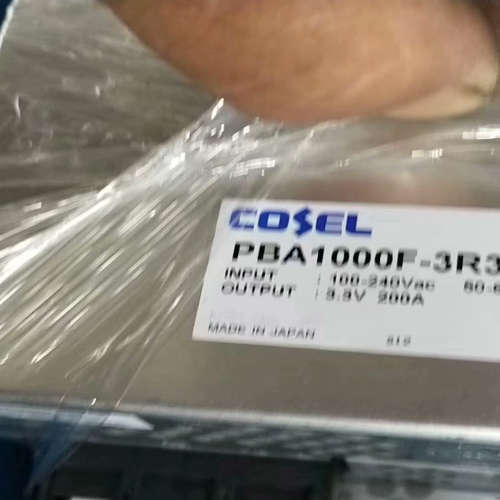 COSEL
PBA1000F-3R3
INPUT : 100-240Vac
OUTPUT : 3.3V 200A
MADE IN JAPAN